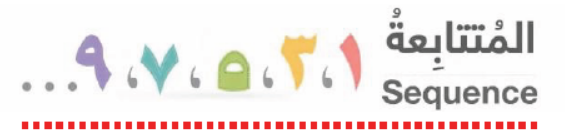 المُتتابِعةُ
Sequence
١، ٣، ٥، ٧، ٩ ...